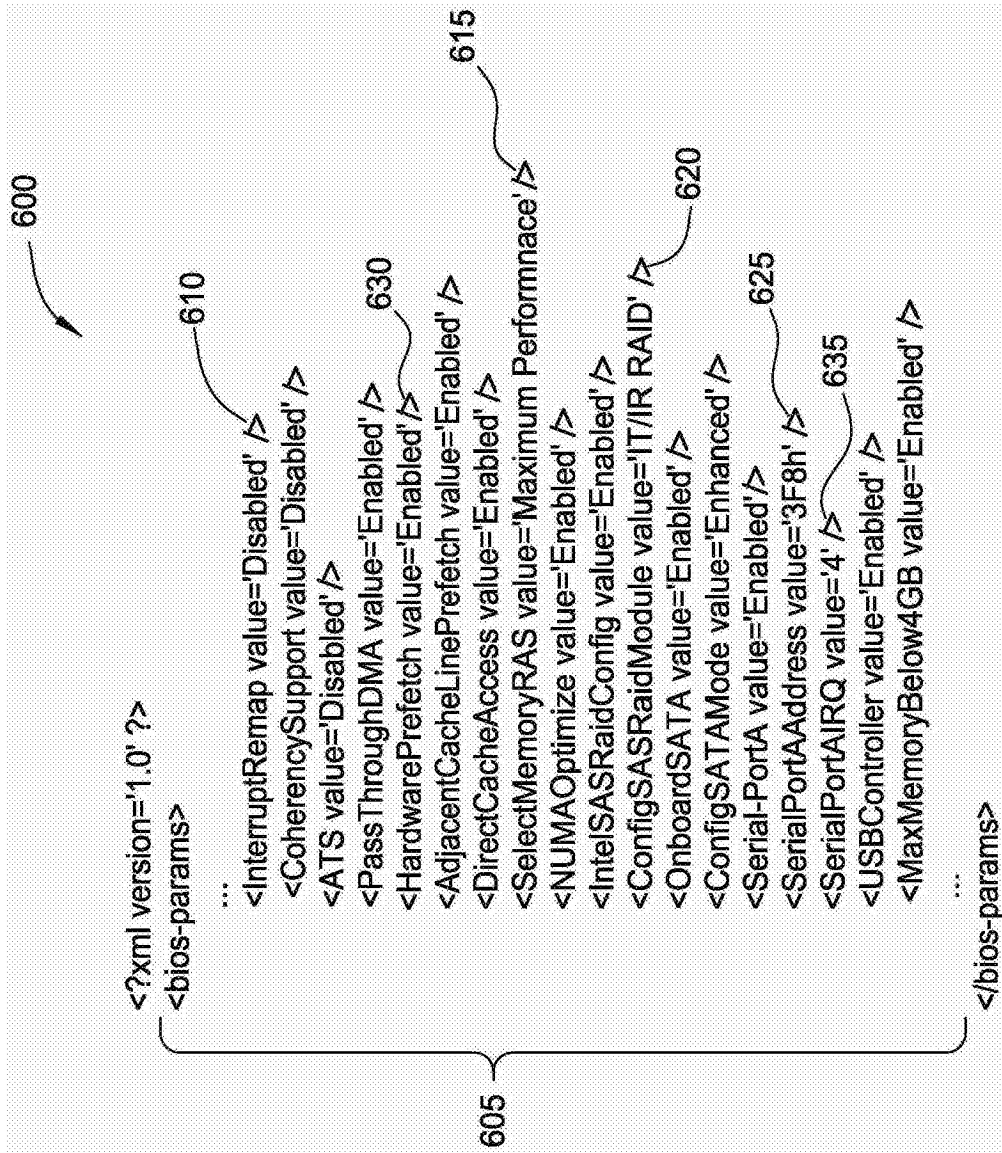 600
<?xml version='1.0' ?>
<bios-params>
...
<InterruptRemap value='Disabled' />
610
<CoherencySupport value='Disabled' />
<ATS value='Disabled'/>
<PassThroughDMA value='Enabled' />
<HardwarePrefetch value='Enabled'/>
630
<AdjacentCacheLinePrefetch value='Enabled' />
<DirectCacheAccess value='Enabled' />
<SelectMemoryRAS value='Maximum Performnace'/>
615
<NUMAOptimize value='Enabled' />
<IntelSASRaidConfig value='Enabled'/>
<ConfigSASRaidModule value='IT/IR RAID' />
620
<OnboardSATA value='Enabled' />
<ConfigSATAMode value='Enhanced' />
<Serial-PortA value='Enabled'/>
<SerialPortAAddress value='3F8h' />
625
<SerialPortAIRQ value='4' />
635
<USBController value='Enabled' />
<MaxMemoryBelow4GB value='Enabled' />
...
</bios-params>
605